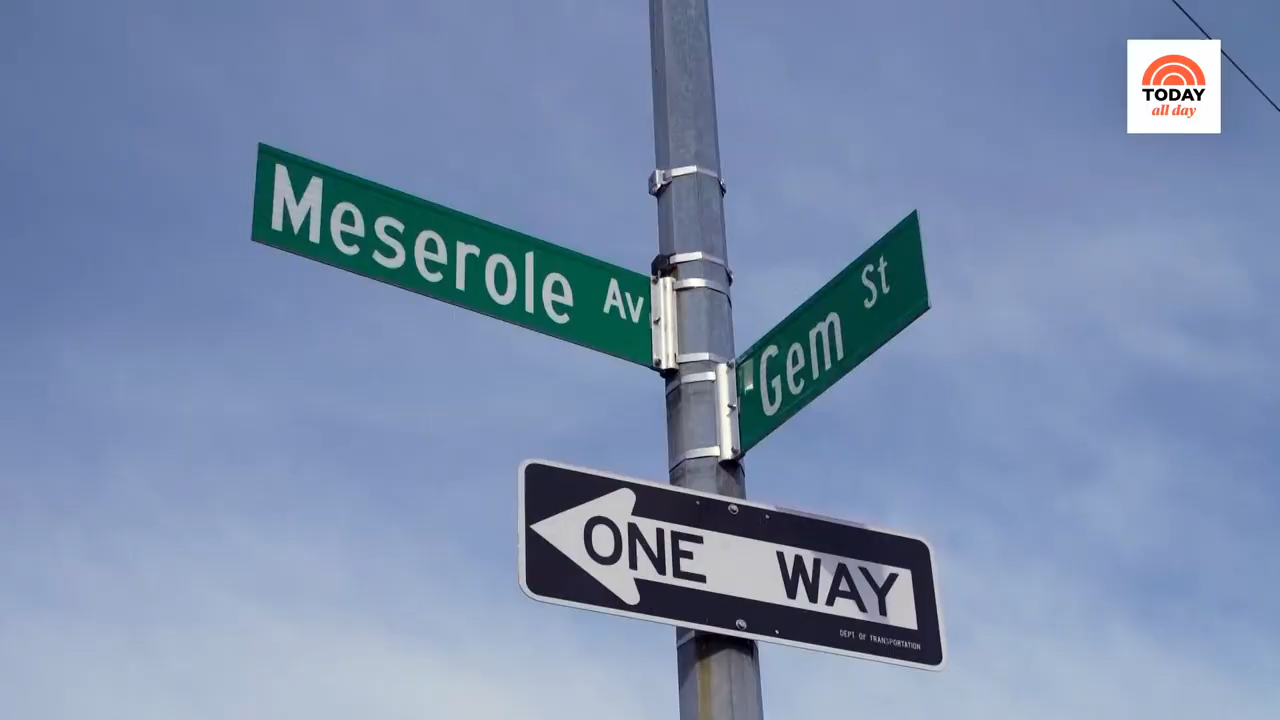 TODAY
all day
Meserole Av
Gem St
ONE WAY
DEPT OF TRANSPORTATION